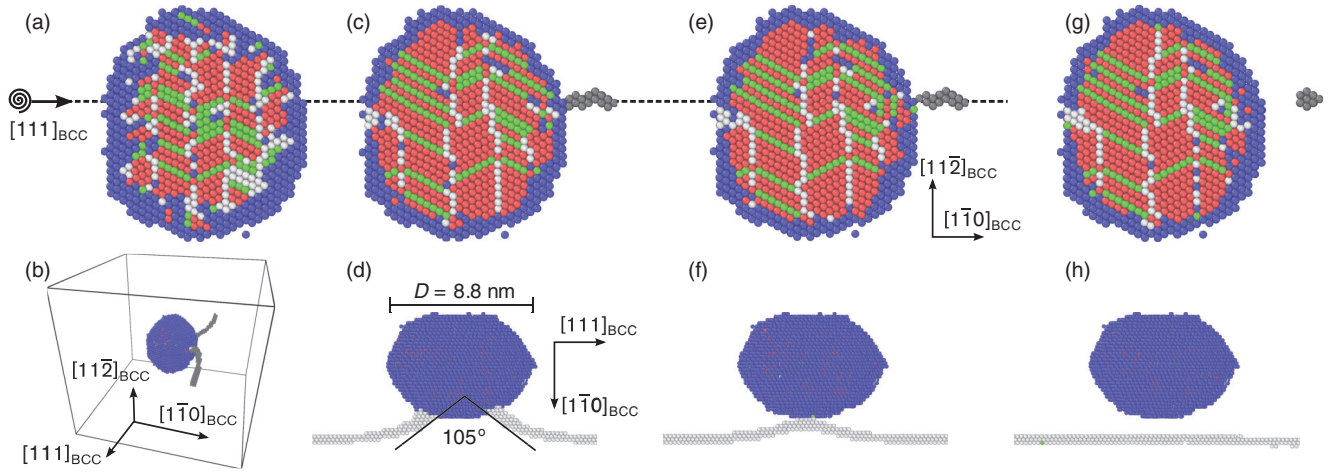 (a)
(c)
(e)
(g)
[111]BCC
[112̄]BCC
[11̄0]BCC
(b)
(d)
(f)
(h)
D = 8.8 nm
[111]BCC
[112̄]BCC
[11̄0]BCC
[11̄0]BCC
[111]BCC
105°